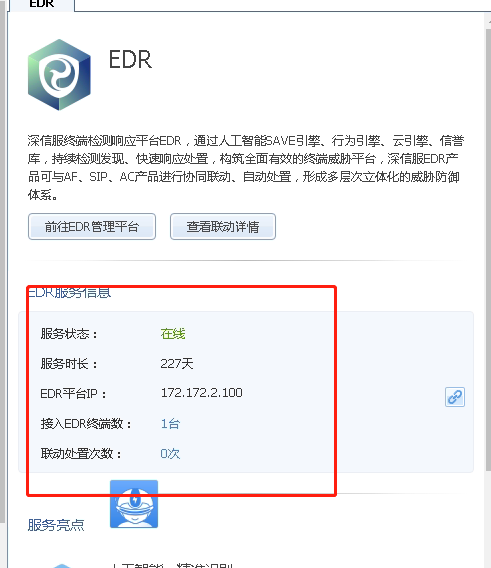 EDR
EDR
深信服终端检测响应平台EDR，通过人工智能SAVE引擎、行为引擎、云引擎、信誉
库，持续检测发现、快速响应处置，构筑全面有效的终端威胁平台，深信服EDR产
品可与AF、SIP、AC产品进行协同联动、自动处置，形成多层次立体化的威胁防御
体系。
前往EDR管理平台 查看联动详情
EDR服务信息
服务状态： 在线
服务时长： 227天
EDR平台IP： 172.172.2.100
接入EDR终端数： 1台
联动处置次数： 0次
服务亮点